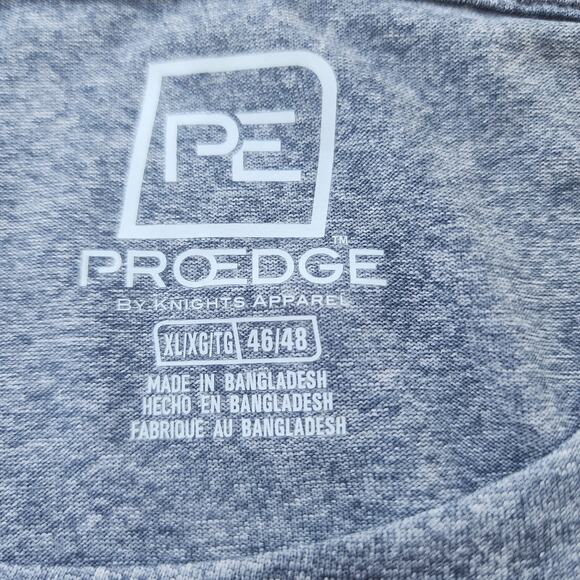 PE
PROEDGE™
BY KNIGHTS APPAREL
XL/XG/TG 46/48
MADE IN BANGLADESH
HECHO EN BANGLADESH
FABRIQUE AU BANGLADESH